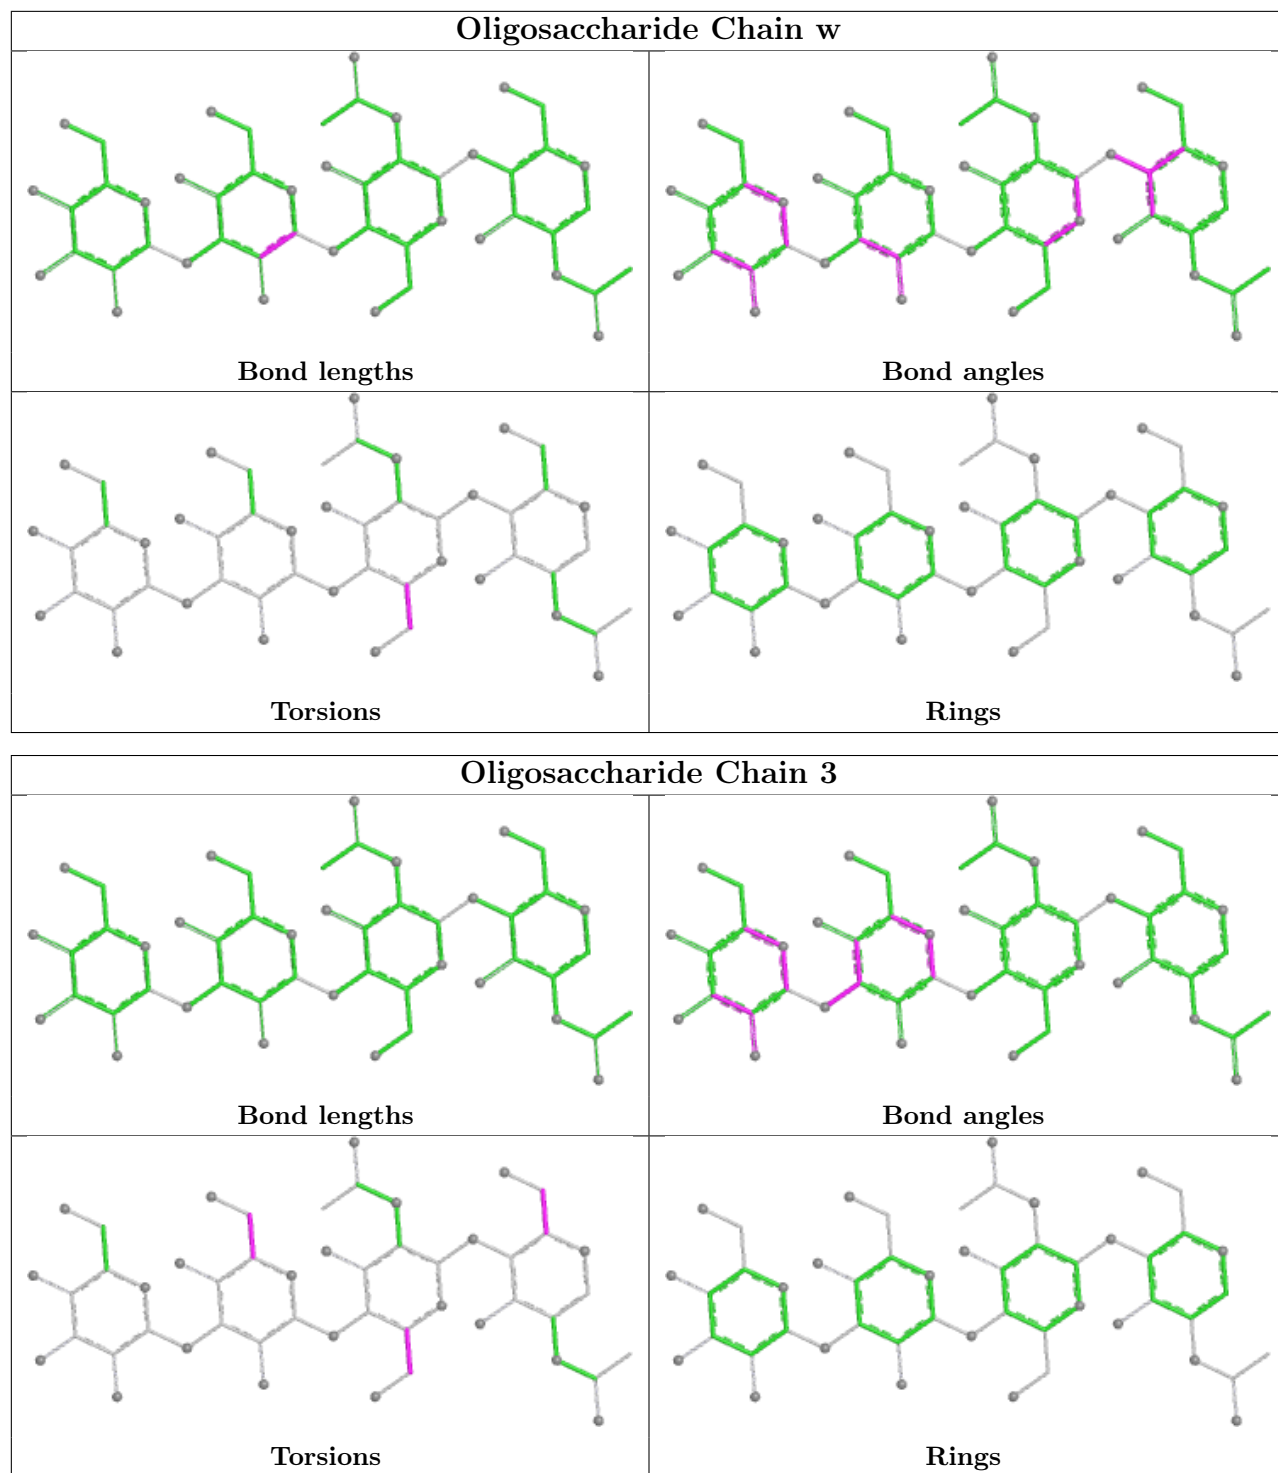 Oligosaccharide Chain w
Bond lengths
Bond angles
Torsions
Rings
Oligosaccharide Chain 3
Bond lengths
Bond angles
Torsions
Rings